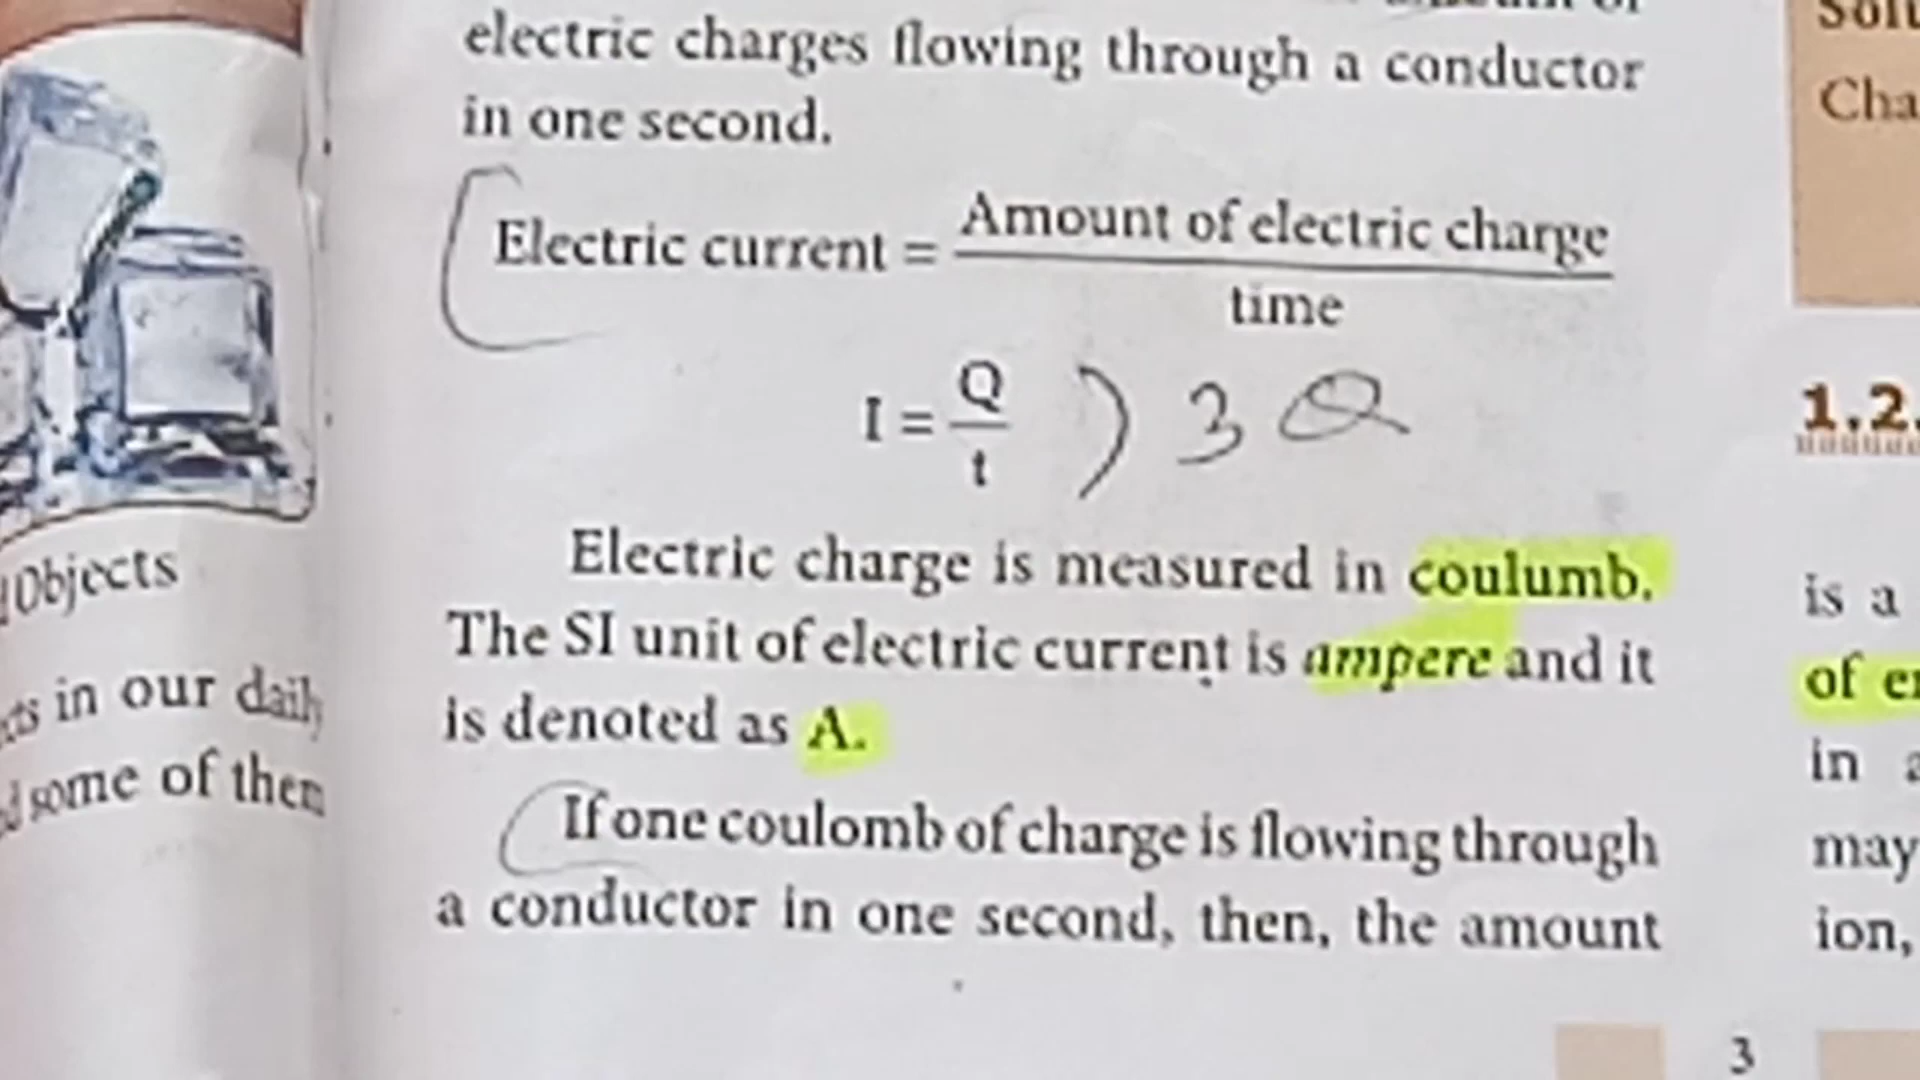 electric charges flowing through a conductor
in one second.
Electric current = Amount of electric charge
time
I = Q
t
) 3 Q
Electric charge is measured in coulumb.
The SI unit of electric current is ampere and it
is denoted as A.
If one coulomb of charge is flowing through
a conductor in one second, then, the amount
3
Objects
in our daily
some of them
Cha
1.2.
is a
of e
in a
may
ion,